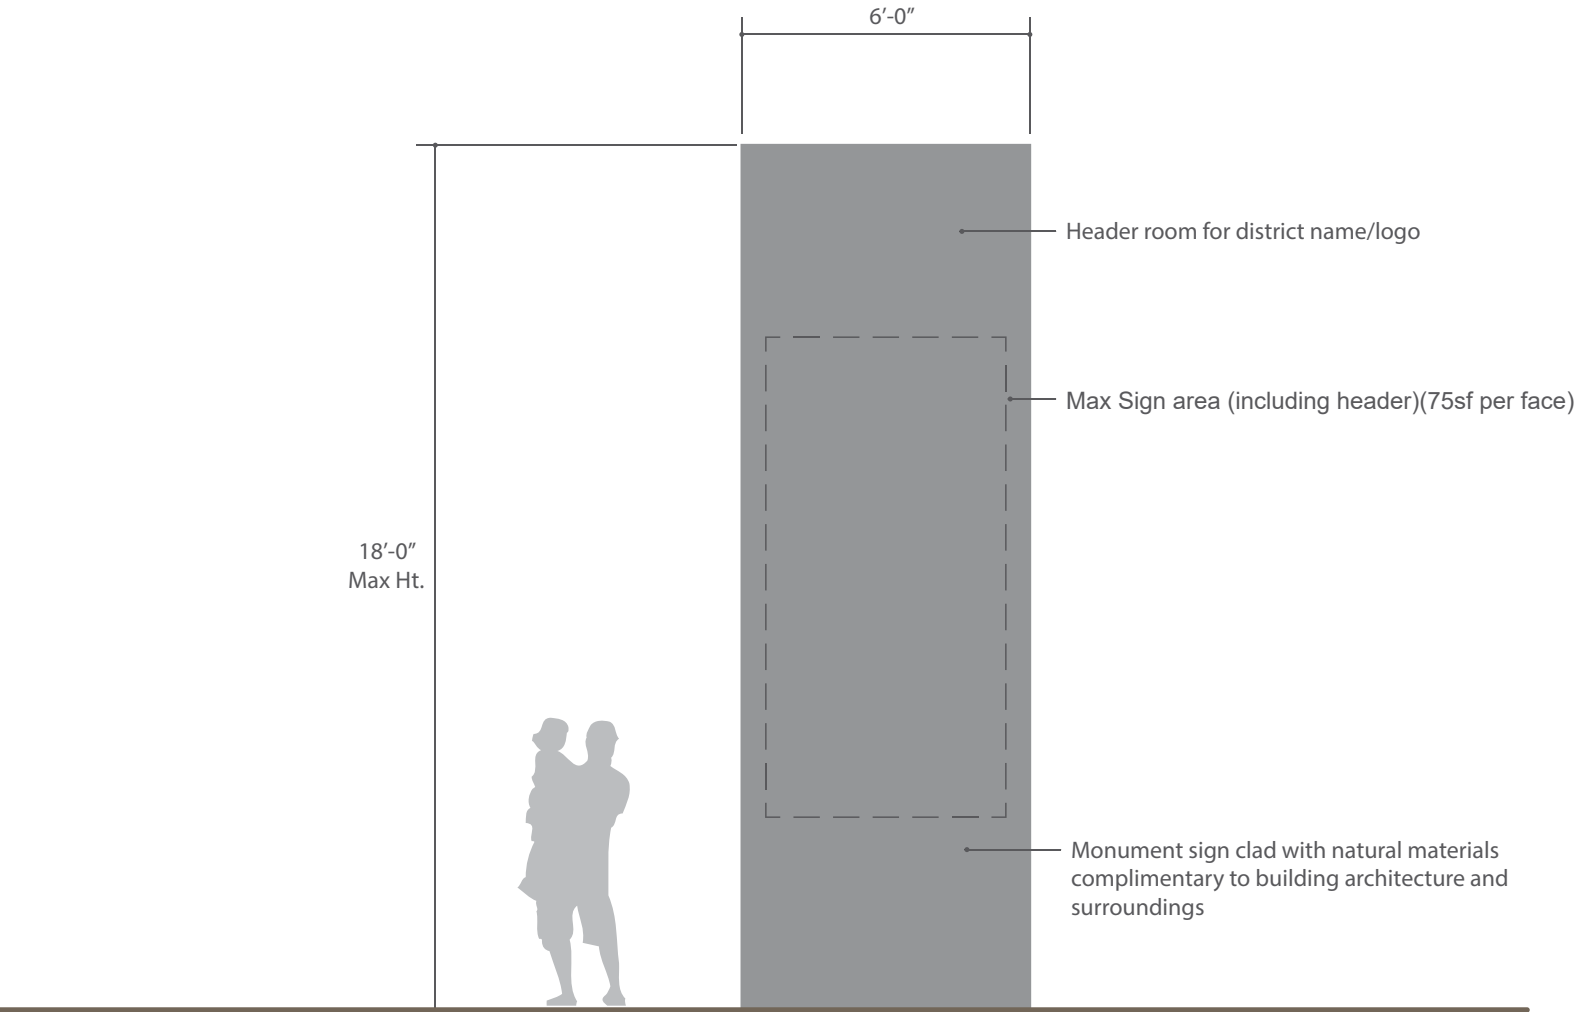 6’-0”
Header room for district name/logo
Max Sign area (including header)(75sf per face)
18’-0”
Max Ht.
Monument sign clad with natural materials
complimentary to building architecture and
surroundings